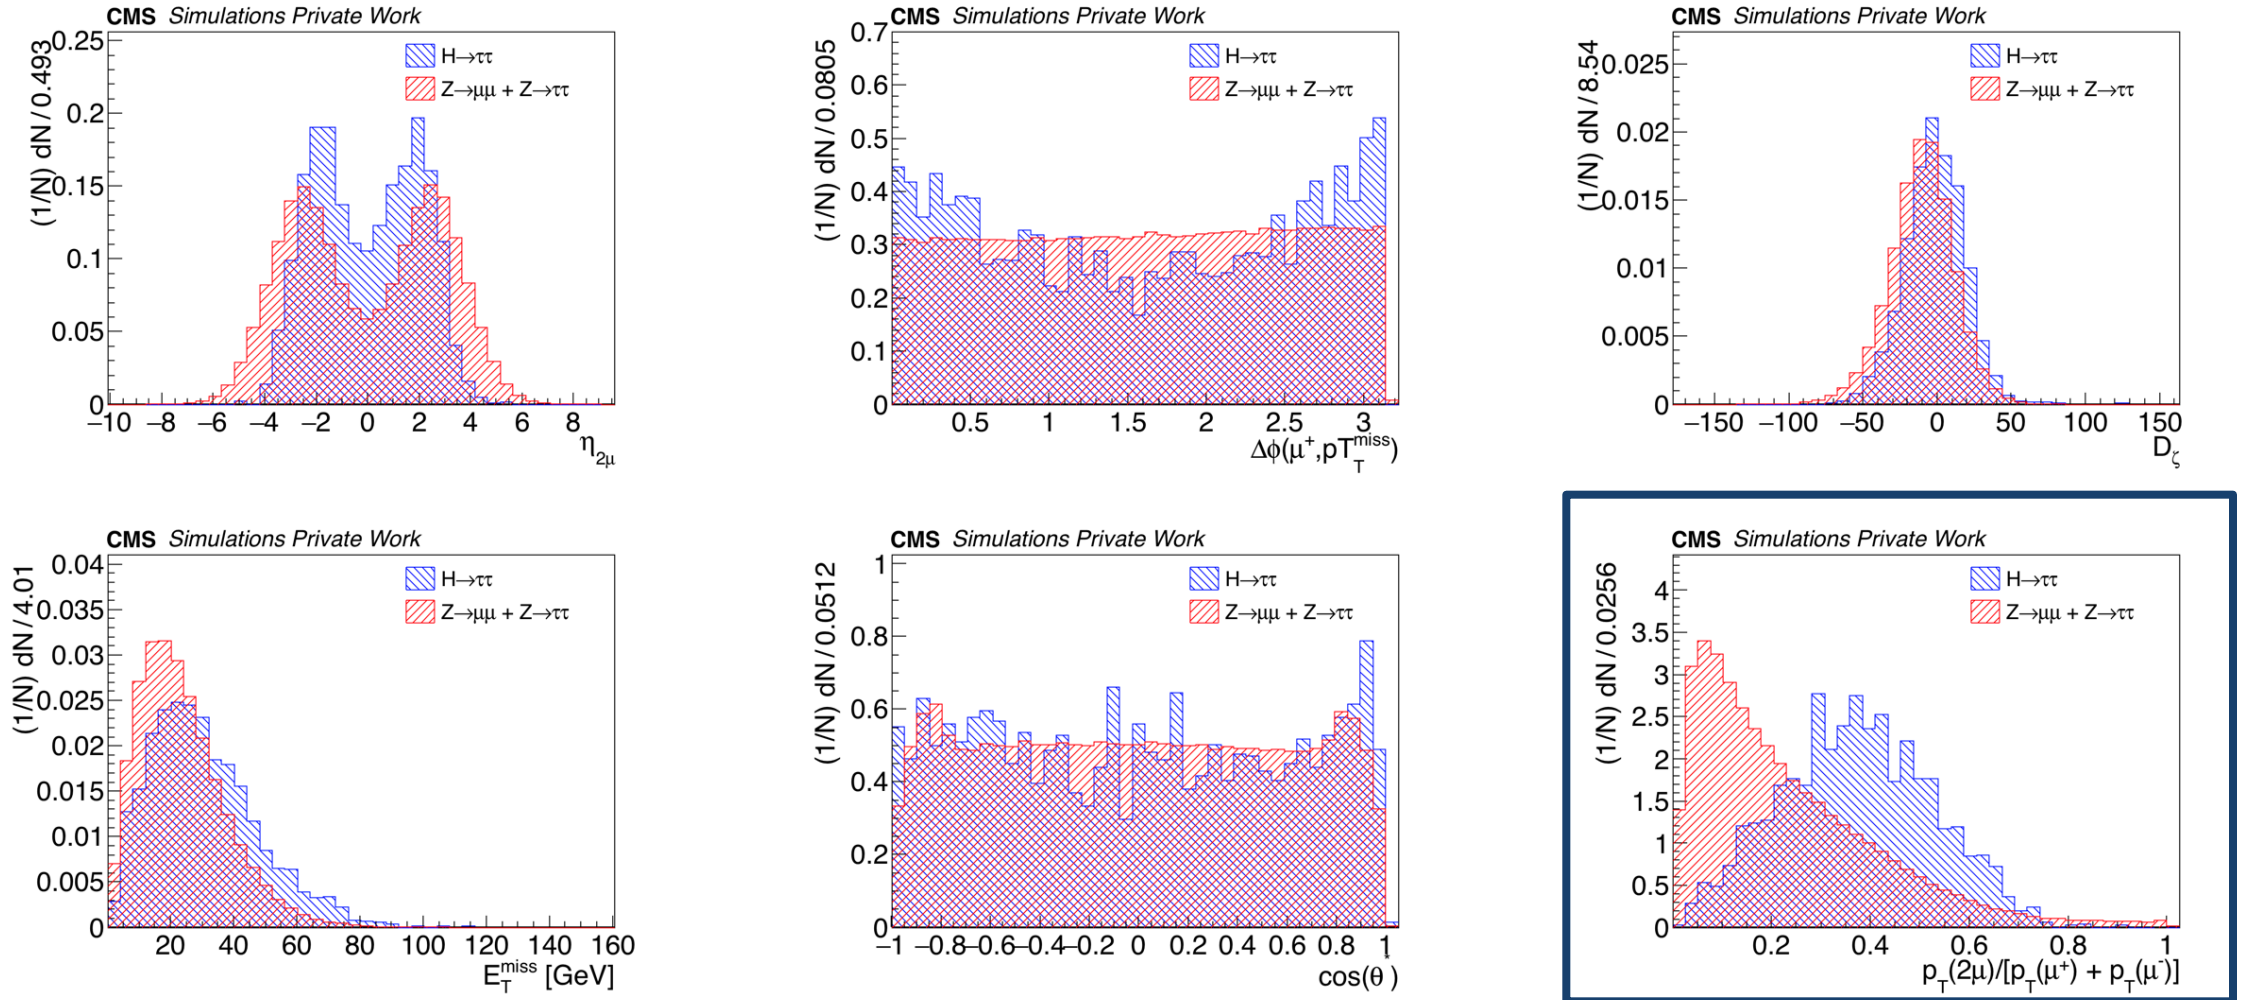 CMS Simulations Private Work
(1/N) dN / 0.493
0.25
0.2
0.15
0.1
0.05
0
H→ττ
Z→μμ + Z→ττ
−10 −8 −6 −4 −2 0 2 4 6 8
η2μ
CMS Simulations Private Work
(1/N) dN / 0.0805
0.7
0.6
0.5
0.4
0.3
0.2
0.1
0
H→ττ
Z→μμ + Z→ττ
0.5 1 1.5 2 2.5 3
Δϕ(μ+,pTTmiss)
CMS Simulations Private Work
(1/N) dN / 8.54
0.025
0.02
0.015
0.01
0.005
0
H→ττ
Z→μμ + Z→ττ
−150 −100 −50 0 50 100 150
Dζ
CMS Simulations Private Work
(1/N) dN / 4.01
0.04
0.035
0.03
0.025
0.02
0.015
0.01
0.005
0
H→ττ
Z→μμ + Z→ττ
20 40 60 80 100 120 140 160
ETmiss [GeV]
CMS Simulations Private Work
(1/N) dN / 0.0512
1
0.8
0.6
0.4
0.2
0
H→ττ
Z→μμ + Z→ττ
−1 −0.8 −0.6 −0.4 −0.2 0 0.2 0.4 0.6 0.8 1
cos(θ*)
CMS Simulations Private Work
(1/N) dN / 0.0256
4
3.5
3
2.5
2
1.5
1
0.5
0
H→ττ
Z→μμ + Z→ττ
0.2 0.4 0.6 0.8 1
pT(2μ)/[pT(μ+) + pT(μ-)]